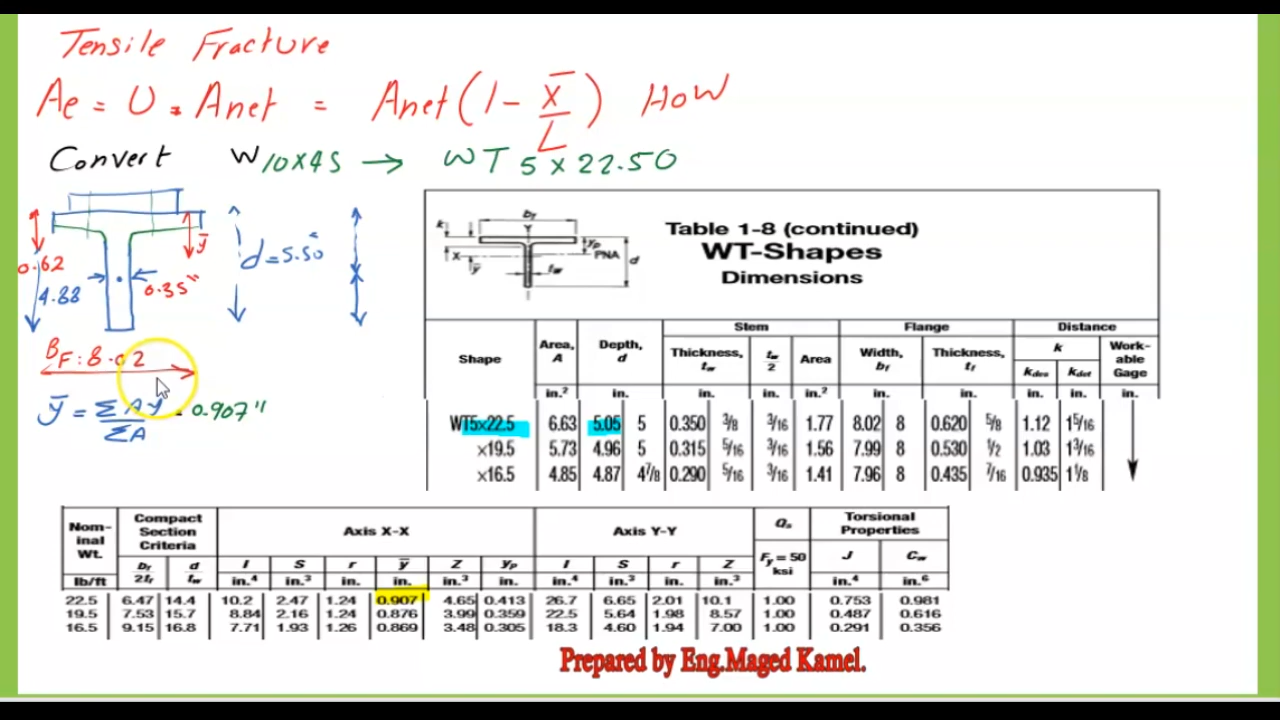 Tensile Fracture
Ae = U * Anet = Anet (1 - x̄/L) HOW
Convert W10X45 → WT 5 X 22.50
0.62
4.88
0.35"
ȳ
d=5.50"
BF: 8.02
ȳ = ΣAY / ΣA = 0.907"
Table 1-8 (continued)
WT-Shapes
Dimensions
k bf Y yp PNA d X ȳ tw
Stem Flange Distance
Shape Area, A Depth, d Thickness, tw tw/2 Area Width, bf Thickness, tf k Work-able Gage
kdes kdet
in.² in. in. in. in.² in. in. in. in. in.
WT5×22.5 6.63 5.05 5 0.350 3/8 3/16 1.77 8.02 8 0.620 5/8 1.12 1 5/16
×19.5 5.73 4.96 5 0.315 5/16 3/16 1.56 7.99 8 0.530 1/2 1.03 1 3/16
×16.5 4.85 4.87 4 7/8 0.290 5/16 3/16 1.41 7.96 8 0.435 7/16 0.935 1 1/8
Nom-inal Wt. Compact Section Criteria Axis X-X Axis Y-Y Qs Torsional Properties
bf/2tf d/tw I S r ȳ Z yp I S r Z Fy = 50 ksi J Cw
lb/ft in.⁴ in.³ in. in. in.³ in. in.⁴ in.³ in. in.³ in.⁴ in.⁶
22.5 6.47 14.4 10.2 2.47 1.24 0.907 4.65 0.413 26.7 6.65 2.01 10.1 1.00 0.753 0.981
19.5 7.53 15.7 8.84 2.16 1.24 0.876 3.99 0.359 22.5 5.64 1.98 8.57 1.00 0.487 0.616
16.5 9.15 16.8 7.71 1.93 1.26 0.869 3.48 0.305 18.3 4.60 1.94 7.00 1.00 0.291 0.356
Prepared by Eng.Maged Kamel.